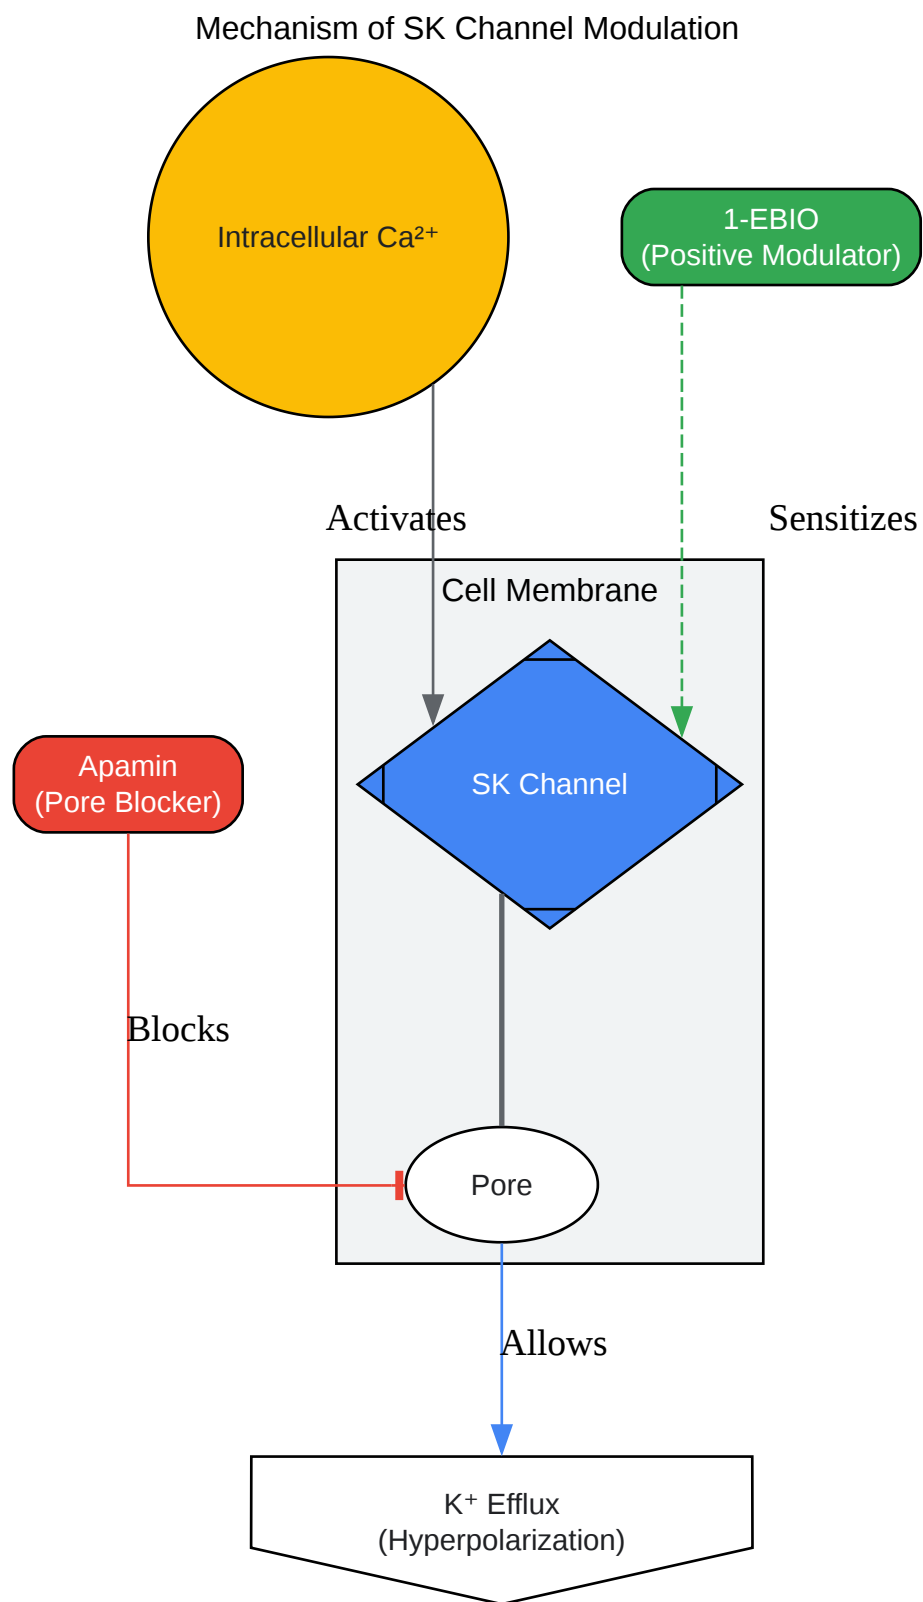 Mechanism of SK Channel Modulation
Intracellular Ca²⁺
1-EBIO
(Positive Modulator)
Activates
Sensitizes
Cell Membrane
SK Channel
Apamin
(Pore Blocker)
Blocks
Pore
Allows
K⁺ Efflux
(Hyperpolarization)